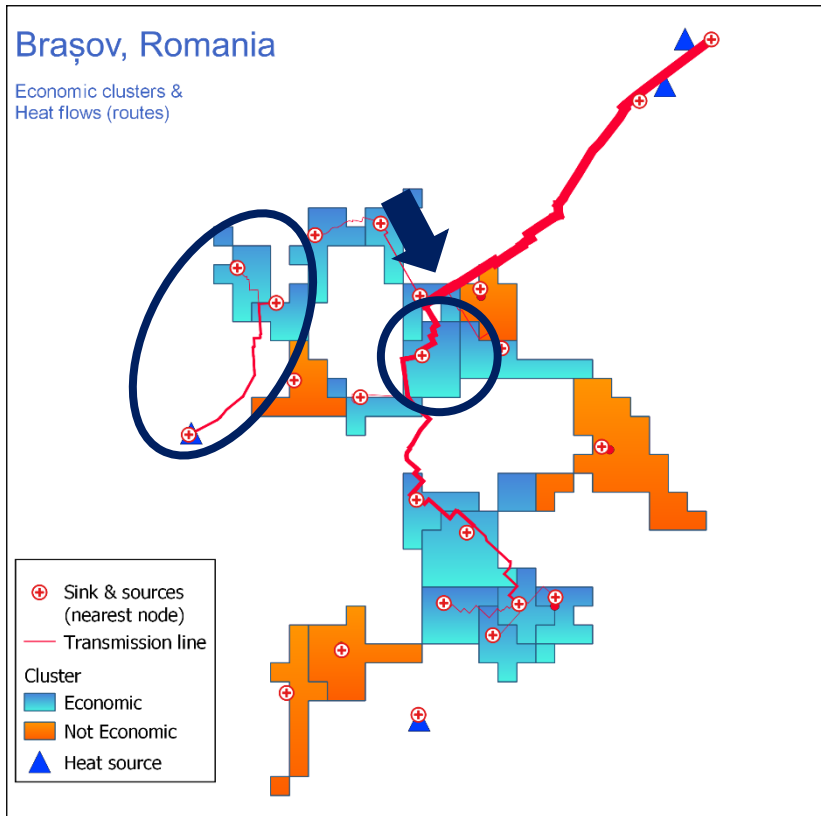 Brașov, Romania
Economic clusters &
Heat flows (routes)
Sink & sources
(nearest node)
Transmission line
Cluster
Economic
Not Economic
Heat source